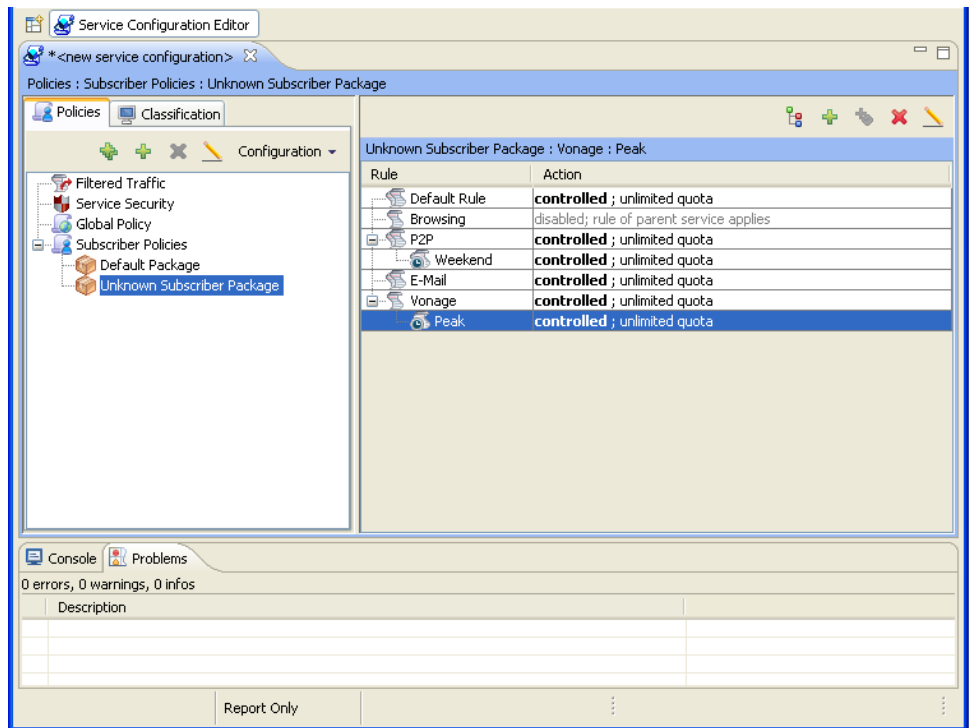 Service Configuration Editor
*<new service configuration>
Policies : Subscriber Policies : Unknown Subscriber Package
Policies
Classification
Configuration
Filtered Traffic
Service Security
Global Policy
Subscriber Policies
Default Package
Unknown Subscriber Package
Unknown Subscriber Package : Vonage : Peak
Rule Action
Default Rule controlled ; unlimited quota
Browsing disabled; rule of parent service applies
P2P controlled ; unlimited quota
Weekend controlled ; unlimited quota
E-Mail controlled ; unlimited quota
Vonage controlled ; unlimited quota
Peak controlled ; unlimited quota
Console Problems
0 errors, 0 warnings, 0 infos
Description
Report Only